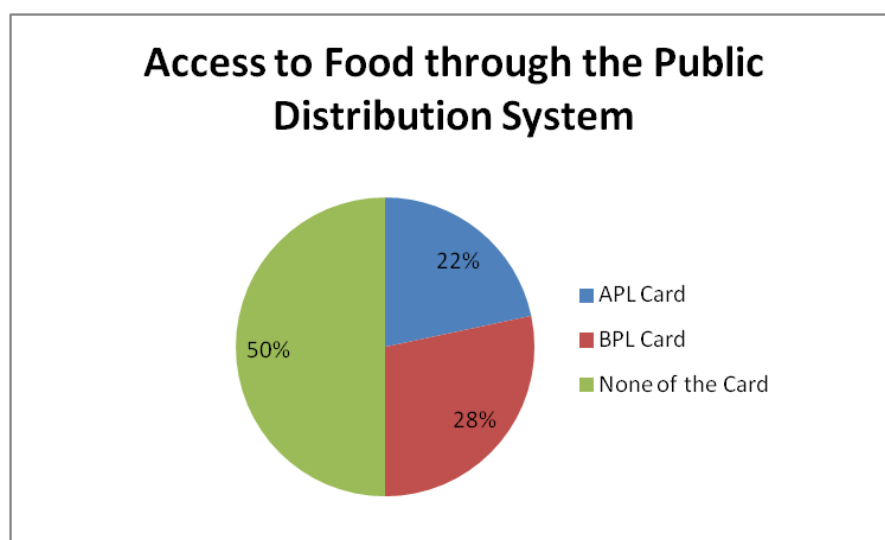 Access to Food through the Public
Distribution System
22%
APL Card
BPL Card
50%
None of the Card
28%